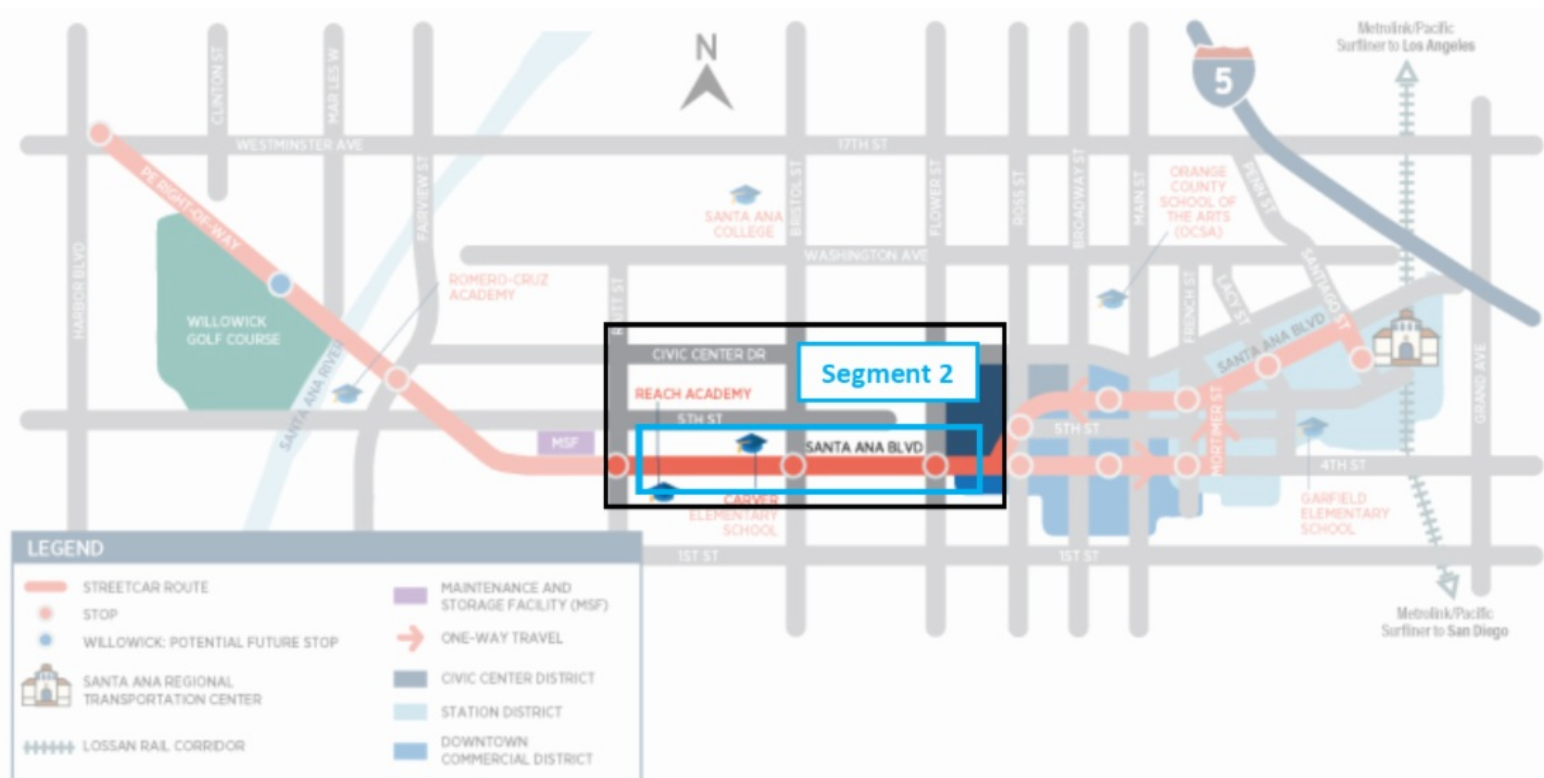 N
Metrolink/Pacific
Surfliner to Los Angeles
5
CLINTON ST
MAR LES W
WESTMINSTER AVE
17TH ST
PE RIGHT-OF-WAY
FAIRVIEW ST
BRISTOL ST
FLOWER ST
ROSS ST
BROADWAY ST
MAIN ST
PENN ST
ORANGE
COUNTY
SCHOOL OF
THE ARTS
(OCSA)
SANTA ANA
COLLEGE
HARBOR BLVD
WASHINGTON AVE
SANTIAGO ST
ROMERO-CRUZ
ACADEMY
FRENCH ST
LACY ST
WILLOWICK
GOLF COURSE
SANTA ANA RIVER
CIVIC CENTER DR
Segment 2
SANTA ANA BLVD
GRAND AVE
REACH ACADEMY
5TH ST
5TH ST
MORTIMER ST
MSF
SANTA ANA BLVD
4TH ST
CARVER
ELEMENTARY
SCHOOL
GARFIELD
ELEMENTARY
SCHOOL
1ST ST
1ST ST
Metrolink/Pacific
Surfliner to San Diego
LEGEND
STREETCAR ROUTE
STOP
WILLOWICK: POTENTIAL FUTURE STOP
SANTA ANA REGIONAL
TRANSPORTATION CENTER
LOSSAN RAIL CORRIDOR
MAINTENANCE AND
STORAGE FACILITY (MSF)
ONE-WAY TRAVEL
CIVIC CENTER DISTRICT
STATION DISTRICT
DOWNTOWN
COMMERCIAL DISTRICT